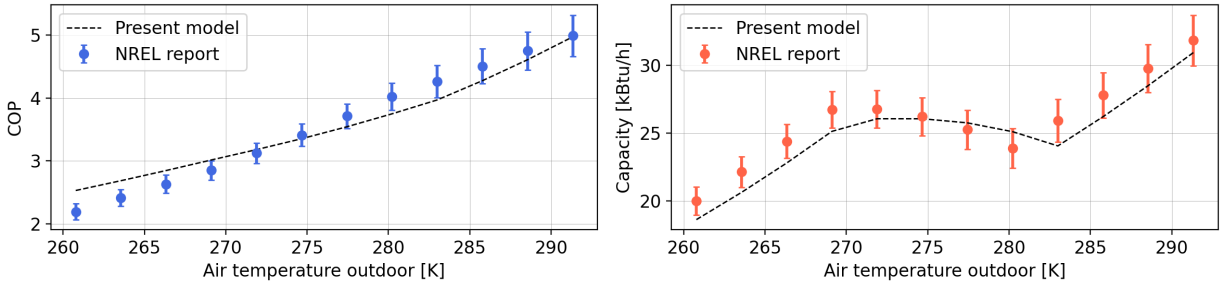 Present model
NREL report
COP
5
4
3
2
260 265 270 275 280 285 290
Air temperature outdoor [K]
Present model
NREL report
Capacity [kBtu/h]
30
25
20
260 265 270 275 280 285 290
Air temperature outdoor [K]